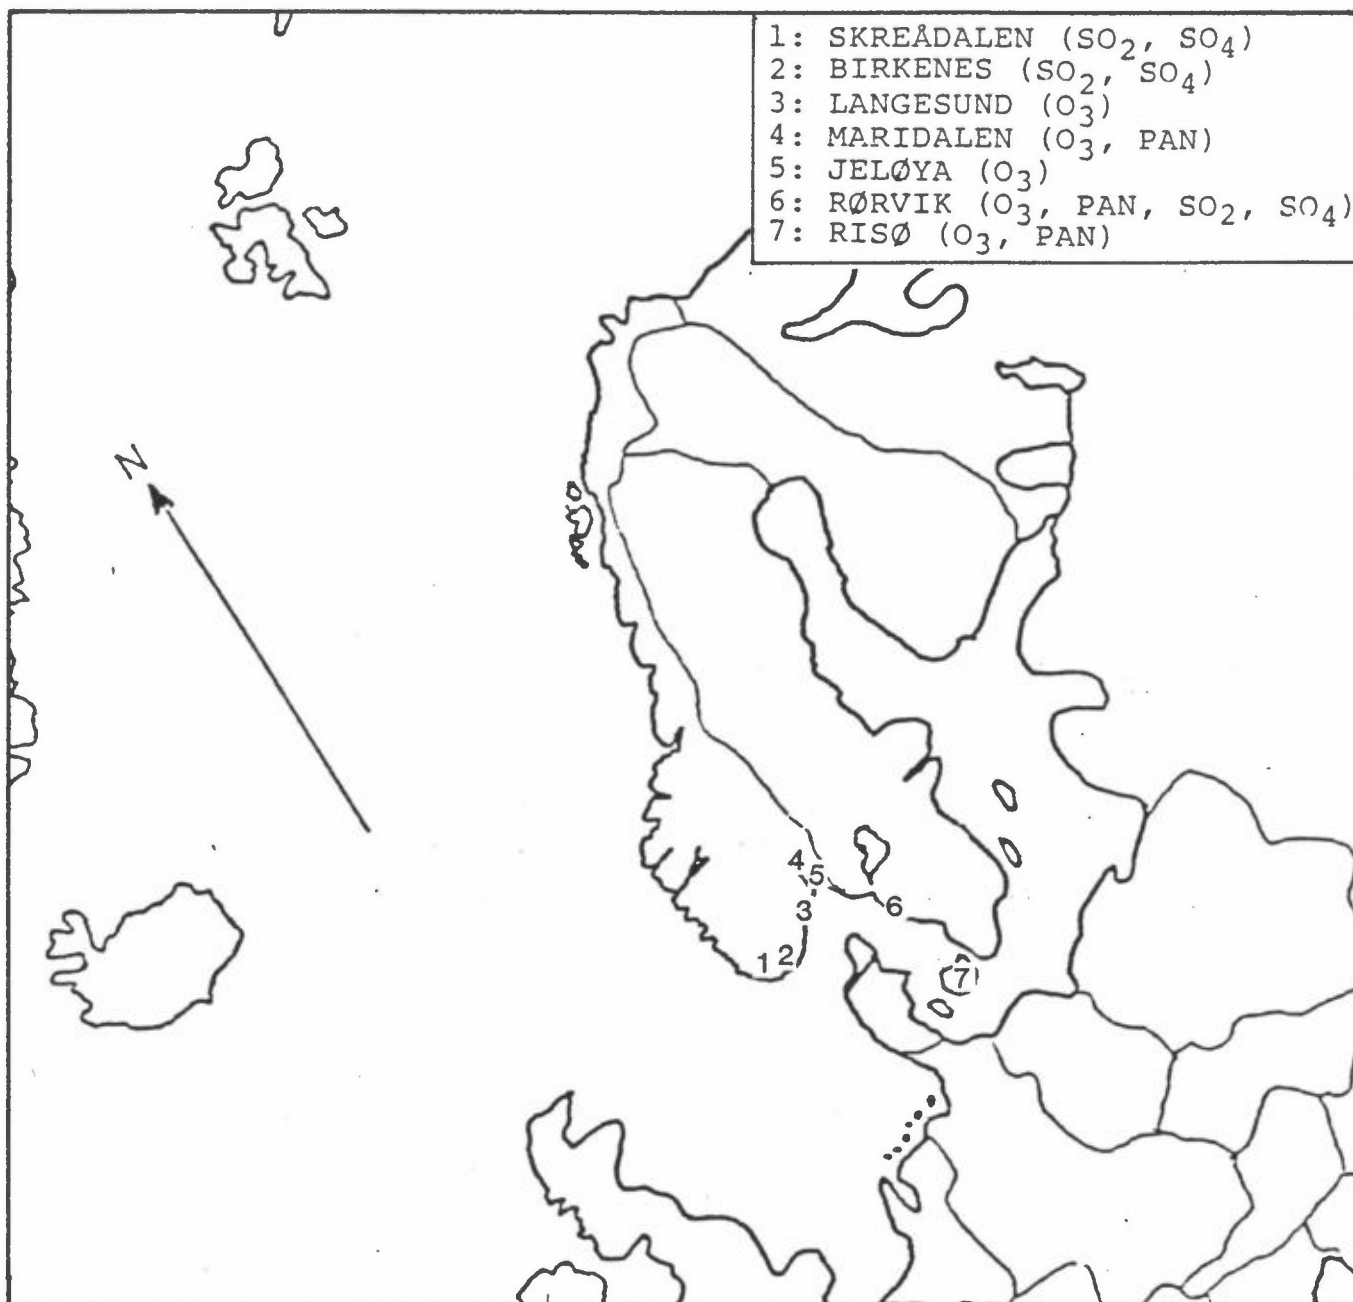 1: SKREÅDALEN (SO2, SO4)
2: BIRKENES (SO2, SO4)
3: LANGESUND (O3)
4: MARIDALEN (O3, PAN)
5: JELØYA (O3)
6: RØRVIK (O3, PAN, SO2, SO4)
7: RISØ (O3, PAN)
N
4
5
3
6
1 2
7